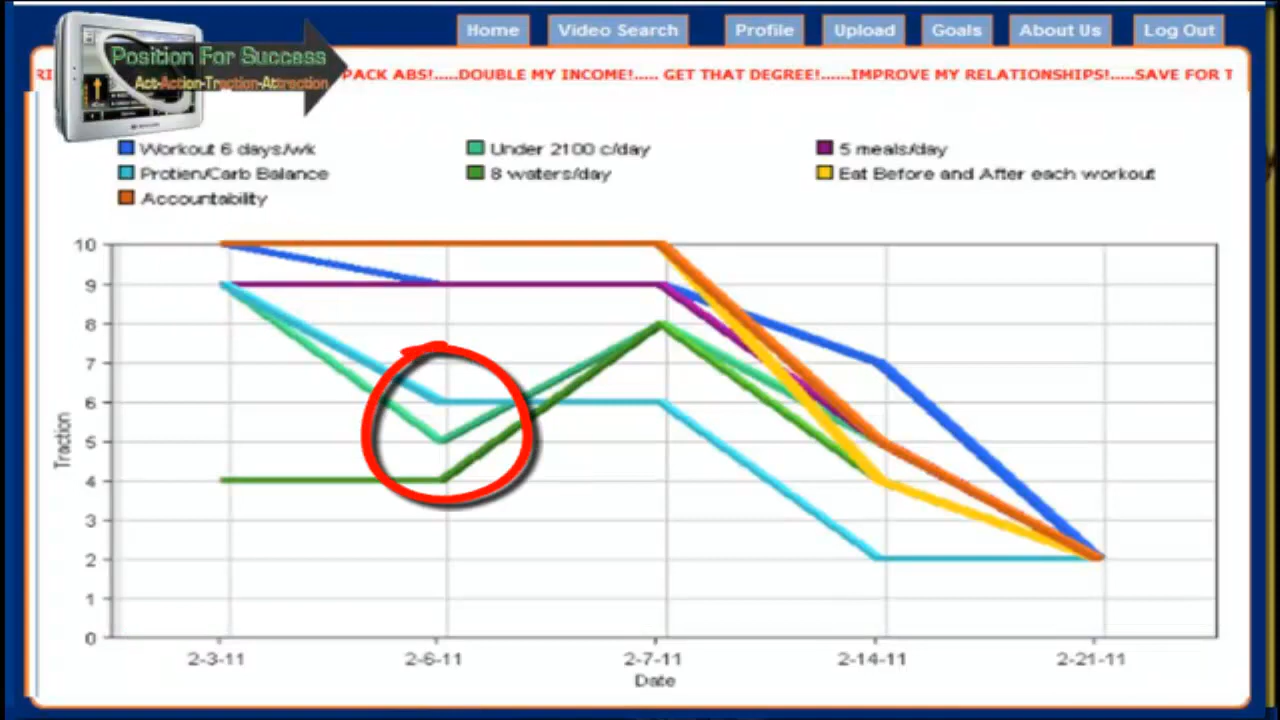 Home Video Search Profile Upload Goals About Us Log Out
Position For Success
Act-Action-Traction-Attraction
RI PACK ABS!.....DOUBLE MY INCOME!..... GET THAT DEGREE!......IMPROVE MY RELATIONSHIPS!.....SAVE FOR T
Workout 6 days/wk Under 2100 c/day 5 meals/day
Protien/Carb Balance 8 waters/day Eat Before and After each workout
Accountability
10
9
8
7
6
5
4
3
2
1
0
Traction
2-3-11 2-6-11 2-7-11 2-14-11 2-21-11
Date